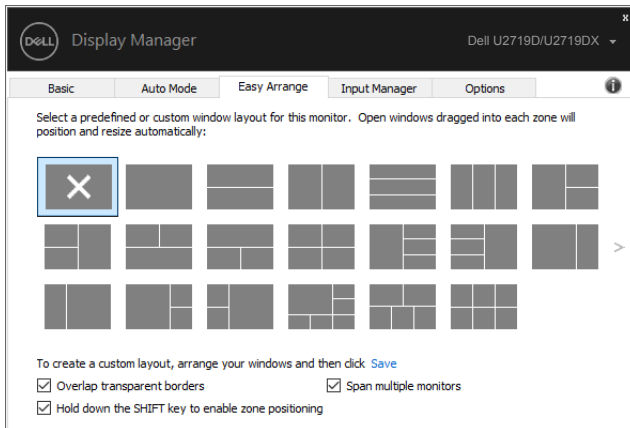 x
DELL Display Manager Dell U2719D/U2719DX
Basic Auto Mode Easy Arrange Input Manager Options i
Select a predefined or custom window layout for this monitor. Open windows dragged into each zone will
position and resize automatically:
>
To create a custom layout, arrange your windows and then click Save
Overlap transparent borders Span multiple monitors
Hold down the SHIFT key to enable zone positioning